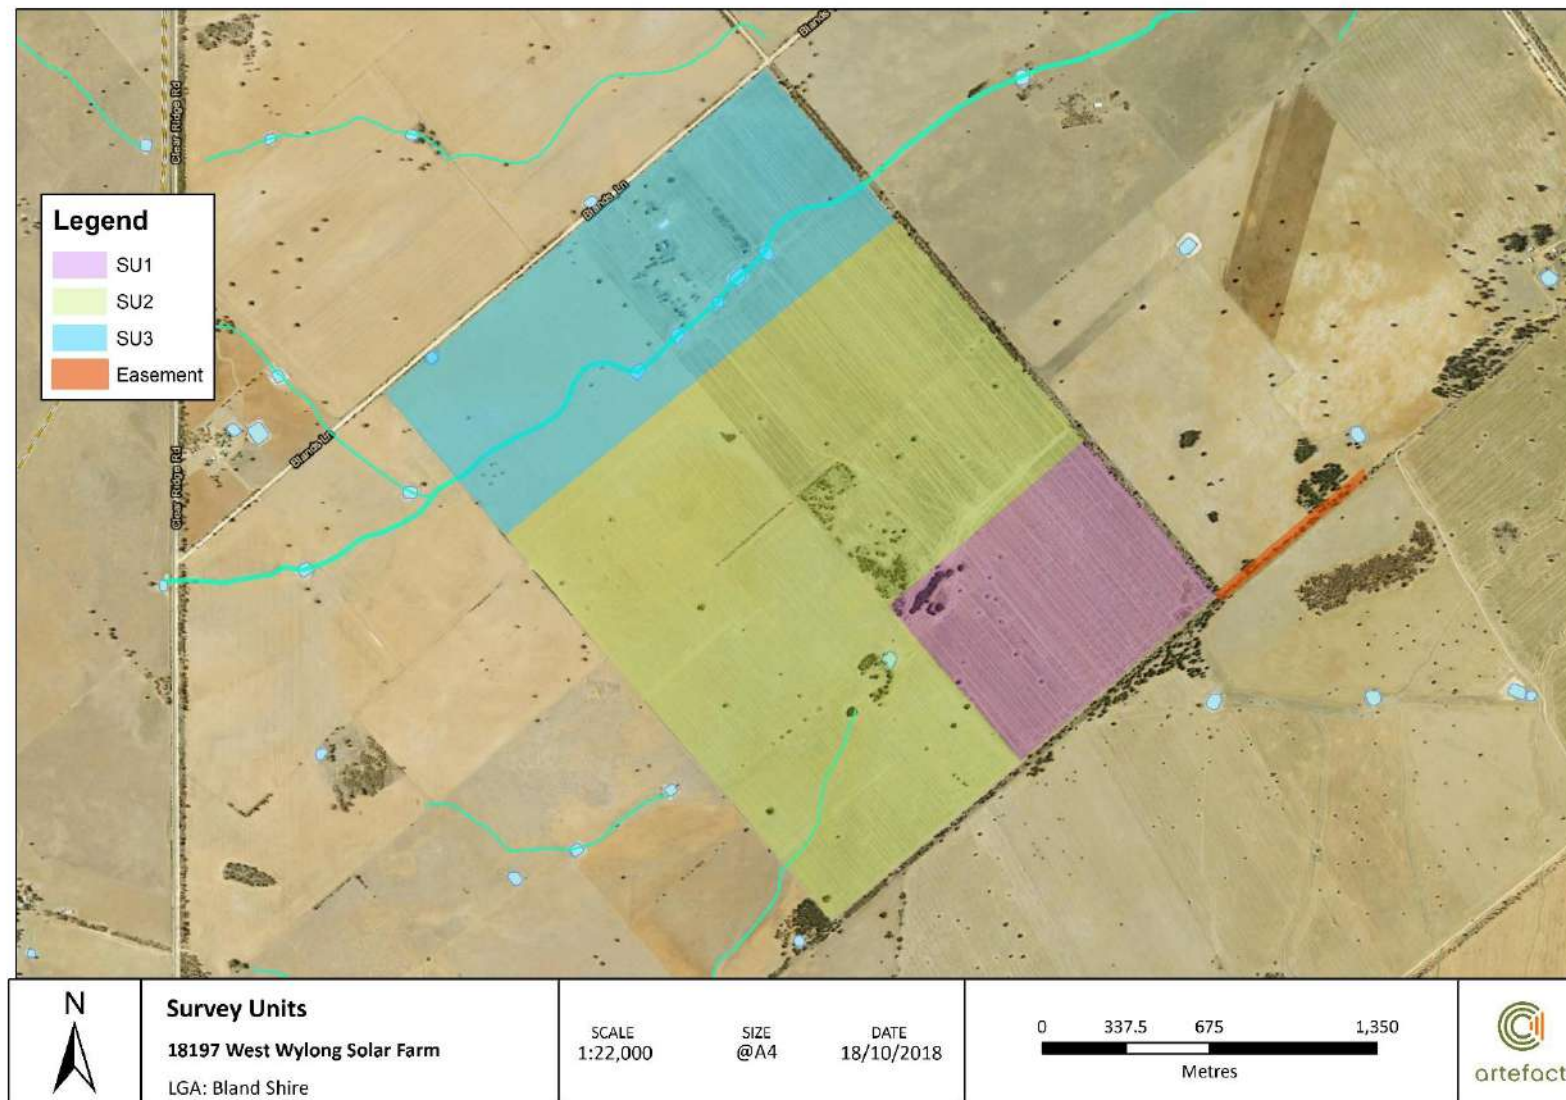 Blands
Clear Ridge Rd
Blands Ln
Legend
SU1
SU2
SU3
Easement
Blands Ln
Clear Ridge Rd
N
Survey Units
18197 West Wylong Solar Farm
LGA: Bland Shire
SCALE
1:22,000
SIZE
@A4
DATE
18/10/2018
0 337.5 675 1,350
Metres
artefact